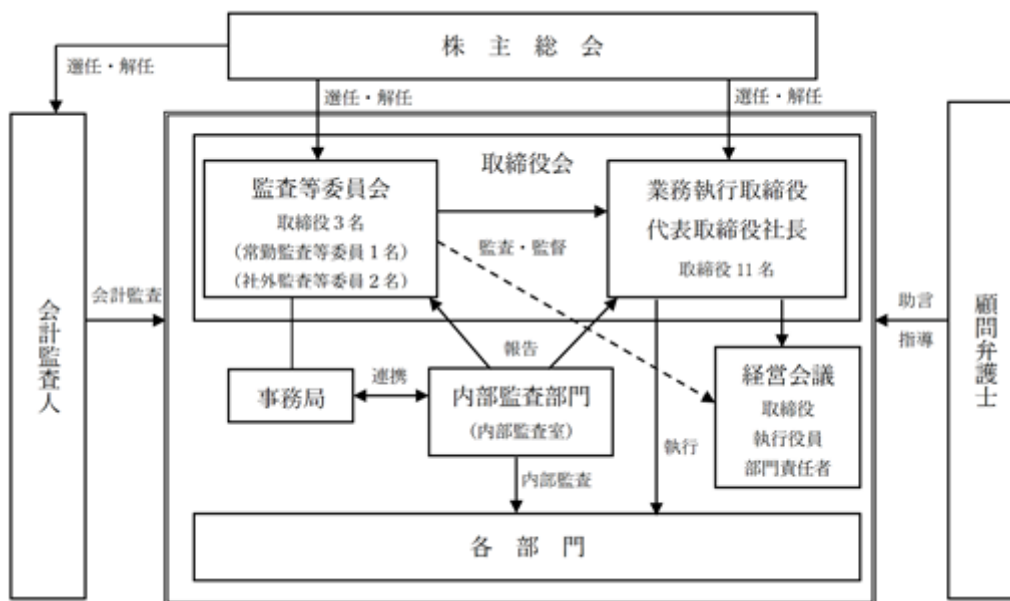 株 主 総 会
選任・解任
選任・解任
選任・解任
取締役会
監査等委員会
取締役3名
(常勤監査等委員1名)
(社外監査等委員2名)
業務執行取締役
代表取締役社長
取締役11名
監査・監督
会計監査人
会計監査
顧問弁護士
助言
指導
報告
事務局
連携
内部監査部門
(内部監査室)
経営会議
取締役
執行役員
部門責任者
執行
内部監査
各 部 門